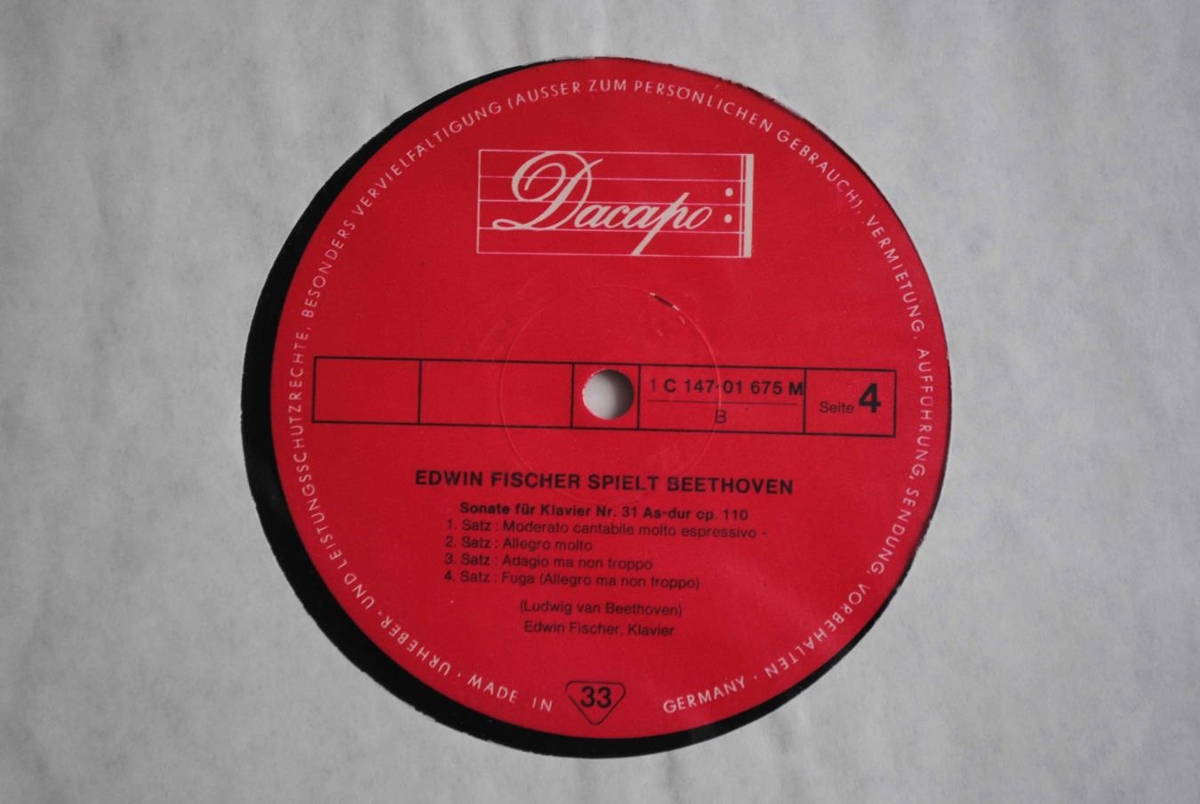 URHEBER- UND LEISTUNGSSCHUTZRECHTE, BESONDERS VERVIELFÄLTIGUNG (AUSSER ZUM PERSÖNLICHEN GEBRAUCH), VERMIETUNG, AUFFÜHRUNG, SENDUNG, VORBEHALTEN · GERMANY
Dacapo
1 C 147-01 675 M
B
Seite 4
EDWIN FISCHER SPIELT BEETHOVEN
Sonate für Klavier Nr. 31 As-dur op. 110
1. Satz : Moderato cantabile molto espressivo -
2. Satz : Allegro molto
3. Satz : Adagio ma non troppo
4. Satz : Fuga (Allegro ma non troppo)
(Ludwig van Beethoven)
Edwin Fischer, Klavier
· MADE IN
33